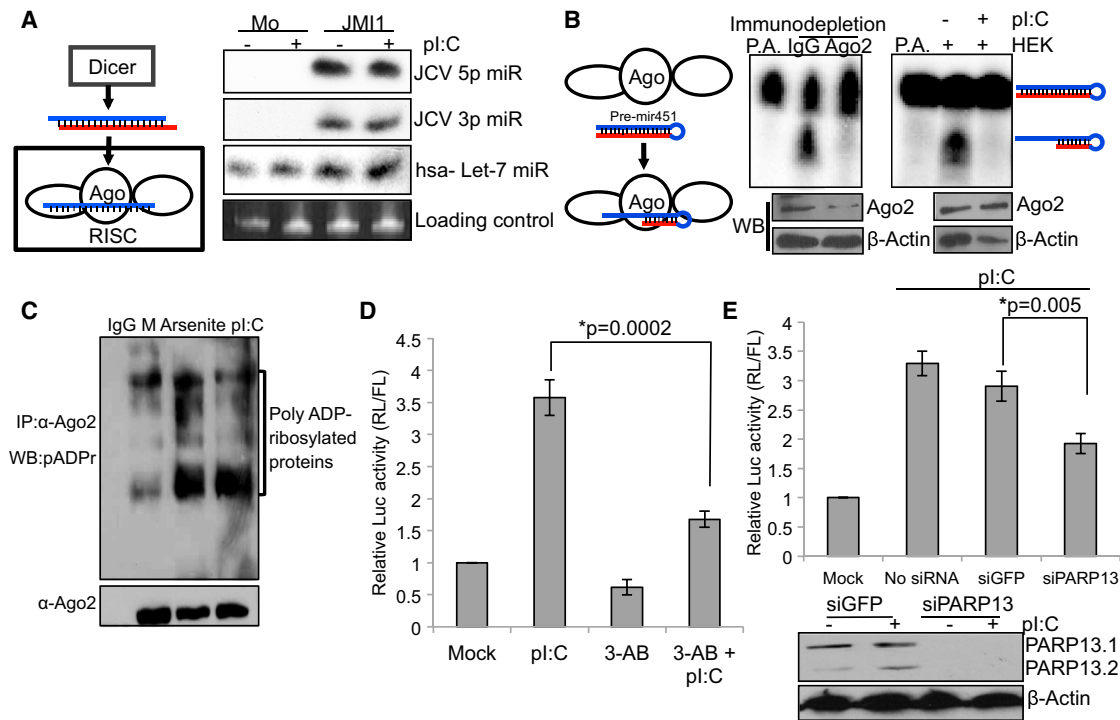 A
Dicer
Ago
RISC
Mo JMI1
- + - + pI:C
JCV 5p miR
JCV 3p miR
hsa- Let-7 miR
Loading control
B
Ago
Pre-mir451
Ago
Immunodepletion
P.A. IgG Ago2
- + pI:C
P.A. + + HEK
WB
Ago2
β-Actin
Ago2
β-Actin
C
IgG M Arsenite pI:C
IP:α-Ago2
WB:pADPr
Poly ADP-
ribosylated
proteins
α-Ago2
D
*p=0.0002
Relative Luc activity (RL/FL)
4.5
4
3.5
3
2.5
2
1.5
1
0.5
0
Mock pI:C 3-AB 3-AB +
pI:C
E
pI:C
*p=0.005
Relative Luc activity (RL/FL)
4
3.5
3
3.5
2
1.5
1
0.5
0
Mock No siRNA siGFP siPARP13
siGFP siPARP13
- + - + pI:C
PARP13.1
PARP13.2
β-Actin